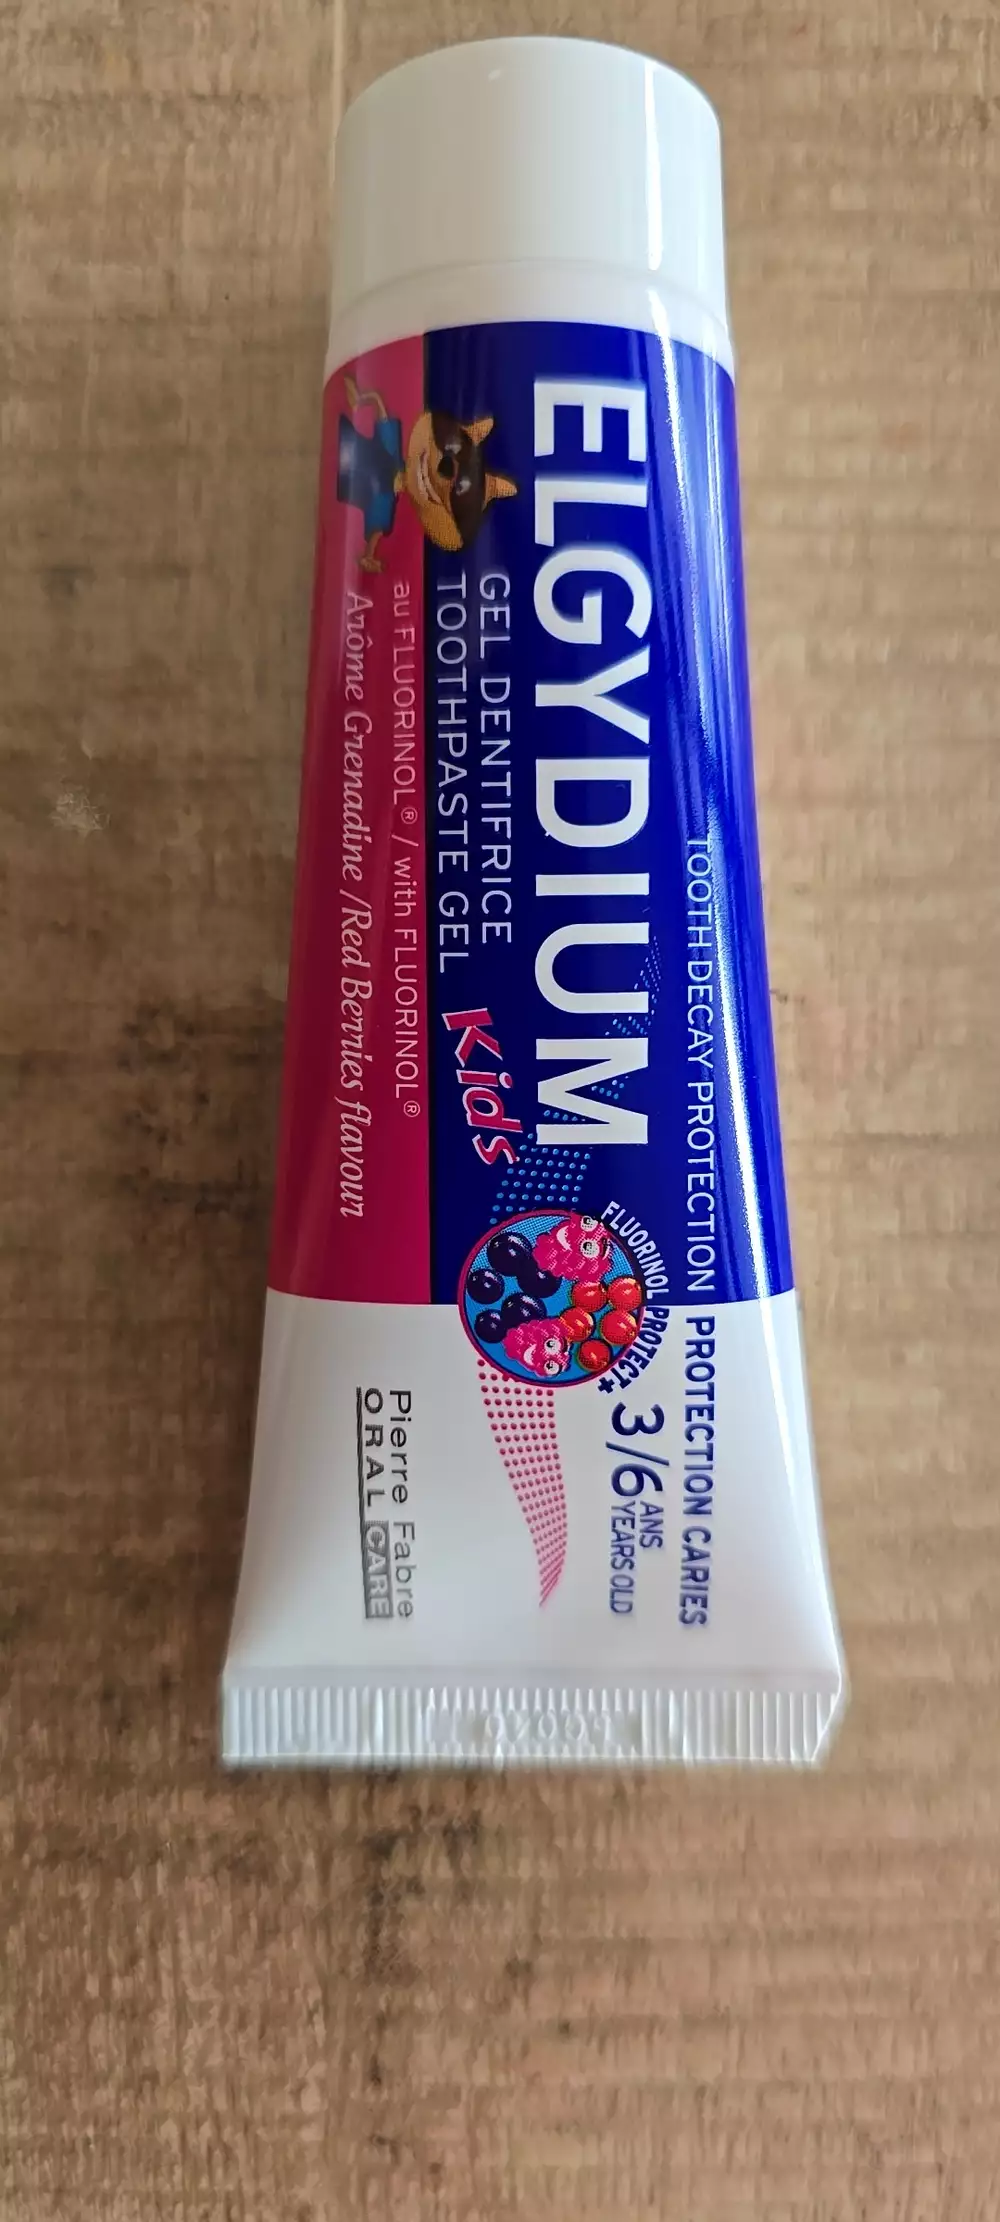 TOOTH DECAY PROTECTION PROTECTION CARIES
ELGYDIUM
3/6 ANS
YEARS OLD
FLUORINOL PROTECT+
GEL DENTIFRICE
TOOTHPASTE GEL
Kids
au FLUORINOL® / with FLUORINOL®
Arôme Grenadine / Red Berries flavour
Pierre Fabre
ORAL CARE